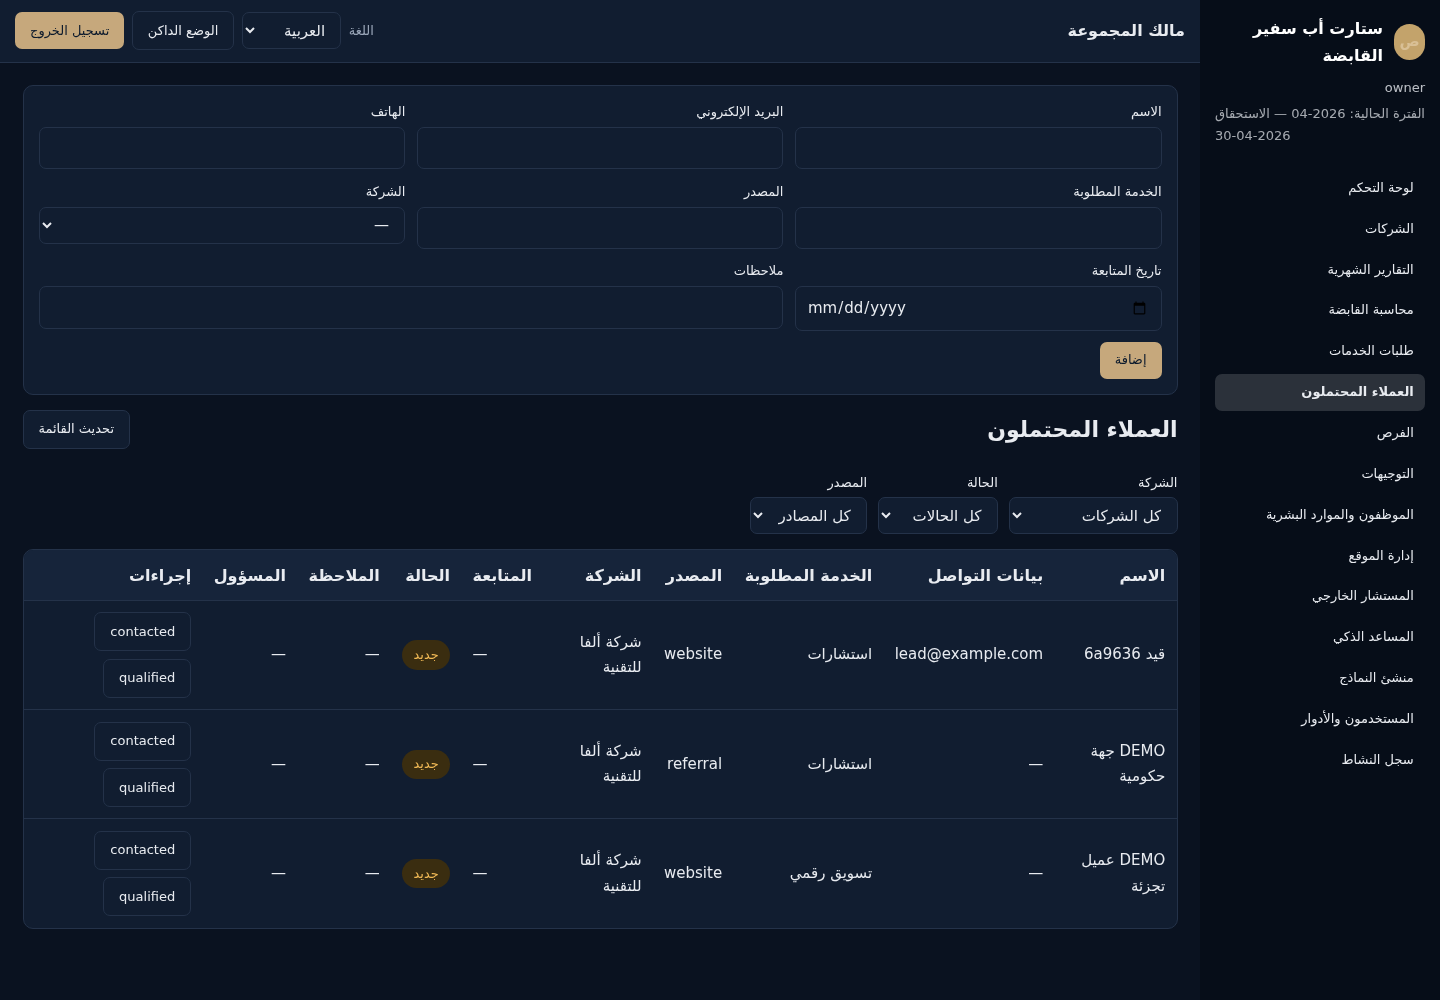 ص
ستارت أب سفير
القابضة
owner
الفترة الحالية: 2026-04 — الاستحقاق
30-04-2026
لوحة التحكم
الشركات
التقارير الشهرية
محاسبة القابضة
طلبات الخدمات
العملاء المحتملون
الفرص
التوجيهات
الموظفون والموارد البشرية
إدارة الموقع
المستشار الخارجي
المساعد الذكي
منشئ النماذج
المستخدمون والأدوار
سجل النشاط
مالك المجموعة
اللغة
العربية
الوضع الداكن
تسجيل الخروج
الاسم
البريد الإلكتروني
الهاتف
الخدمة المطلوبة
المصدر
الشركة
—
تاريخ المتابعة
ملاحظات
mm/dd/yyyy
إضافة
العملاء المحتملون
تحديث القائمة
الشركة
الحالة
المصدر
كل الشركات
كل الحالات
كل المصادر
الاسم بيانات التواصل الخدمة المطلوبة المصدر الشركة المتابعة الحالة الملاحظة المسؤول إجراءات
قيد 6a9636
lead@example.com
استشارات
website
شركة ألفا
للتقنية
—
جديد
—
—
contacted
qualified
DEMO جهة
حكومية
—
استشارات
referral
شركة ألفا
للتقنية
—
جديد
—
—
contacted
qualified
DEMO عميل
تجزئة
—
تسويق رقمي
website
شركة ألفا
للتقنية
—
جديد
—
—
contacted
qualified